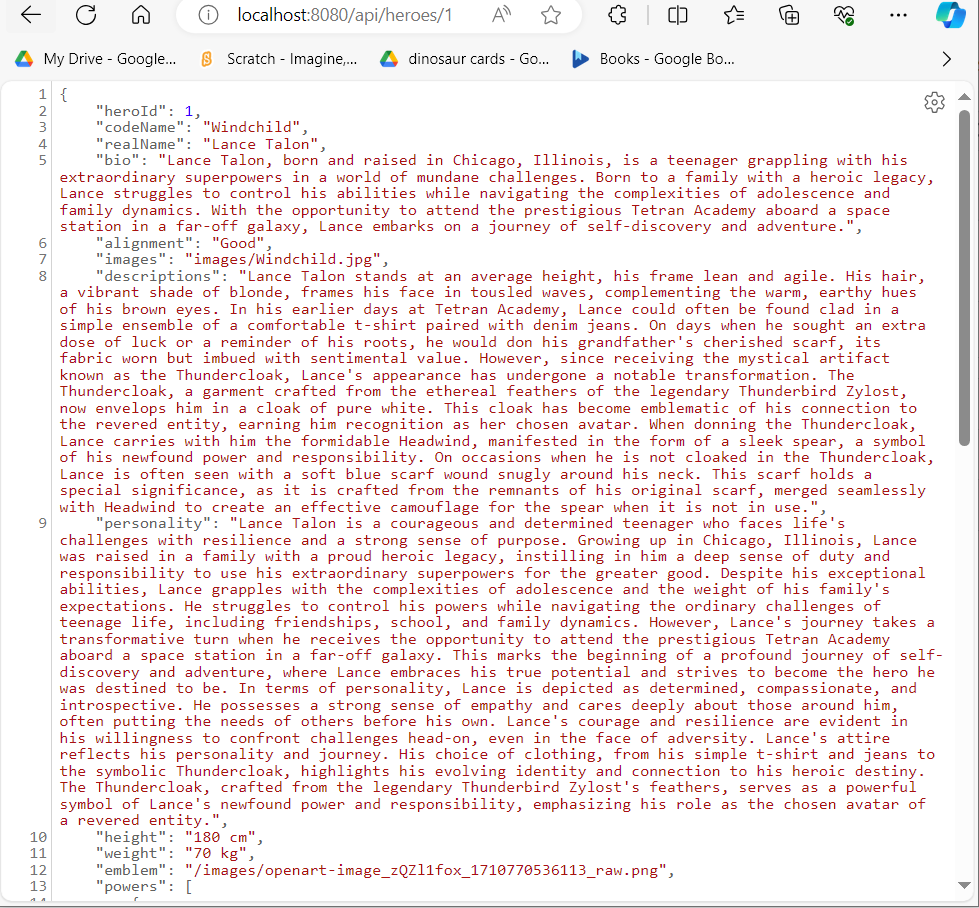 localhost:8080/api/heroes/1
My Drive - Google...
Scratch - Imagine,...
dinosaur cards - Go...
Books - Google Bo...
1 {
2 "heroId": 1,
3 "codeName": "Windchild",
4 "realName": "Lance Talon",
5 "bio": "Lance Talon, born and raised in Chicago, Illinois, is a teenager grappling with his
extraordinary superpowers in a world of mundane challenges. Born to a family with a heroic legacy,
Lance struggles to control his abilities while navigating the complexities of adolescence and
family dynamics. With the opportunity to attend the prestigious Tetran Academy aboard a space
station in a far-off galaxy, Lance embarks on a journey of self-discovery and adventure.",
6 "alignment": "Good",
7 "images": "images/Windchild.jpg",
8 "descriptions": "Lance Talon stands at an average height, his frame lean and agile. His hair,
a vibrant shade of blonde, frames his face in tousled waves, complementing the warm, earthy hues
of his brown eyes. In his earlier days at Tetran Academy, Lance could often be found clad in a
simple ensemble of a comfortable t-shirt paired with denim jeans. On days when he sought an extra
dose of luck or a reminder of his roots, he would don his grandfather's cherished scarf, its
fabric worn but imbued with sentimental value. However, since receiving the mystical artifact
known as the Thundercloak, Lance's appearance has undergone a notable transformation. The
Thundercloak, a garment crafted from the ethereal feathers of the legendary Thunderbird Zylost,
now envelops him in a cloak of pure white. This cloak has become emblematic of his connection to
the revered entity, earning him recognition as her chosen avatar. When donning the Thundercloak,
Lance carries with him the formidable Headwind, manifested in the form of a sleek spear, a symbol
of his newfound power and responsibility. On occasions when he is not cloaked in the Thundercloak,
Lance is often seen with a soft blue scarf wound snugly around his neck. This scarf holds a
special significance, as it is crafted from the remnants of his original scarf, merged seamlessly
with Headwind to create an effective camouflage for the spear when it is not in use.",
9 "personality": "Lance Talon is a courageous and determined teenager who faces life's
challenges with resilience and a strong sense of purpose. Growing up in Chicago, Illinois, Lance
was raised in a family with a proud heroic legacy, instilling in him a deep sense of duty and
responsibility to use his extraordinary superpowers for the greater good. Despite his exceptional
abilities, Lance grapples with the complexities of adolescence and the weight of his family's
expectations. He struggles to control his powers while navigating the ordinary challenges of
teenage life, including friendships, school, and family dynamics. However, Lance's journey takes a
transformative turn when he receives the opportunity to attend the prestigious Tetran Academy
aboard a space station in a far-off galaxy. This marks the beginning of a profound journey of self-
discovery and adventure, where Lance embraces his true potential and strives to become the hero he
was destined to be. In terms of personality, Lance is depicted as determined, compassionate, and
introspective. He possesses a strong sense of empathy and cares deeply about those around him,
often putting the needs of others before his own. Lance's courage and resilience are evident in
his willingness to confront challenges head-on, even in the face of adversity. Lance's attire
reflects his personality and journey. His choice of clothing, from his simple t-shirt and jeans to
the symbolic Thundercloak, highlights his evolving identity and connection to his heroic destiny.
The Thundercloak, crafted from the legendary Thunderbird Zylost's feathers, serves as a powerful
symbol of Lance's newfound power and responsibility, emphasizing his role as the chosen avatar of
a revered entity.",
10 "height": "180 cm",
11 "weight": "70 kg",
12 "emblem": "/images/openart-image_zQZl1fox_1710770536113_raw.png",
13 "powers": [